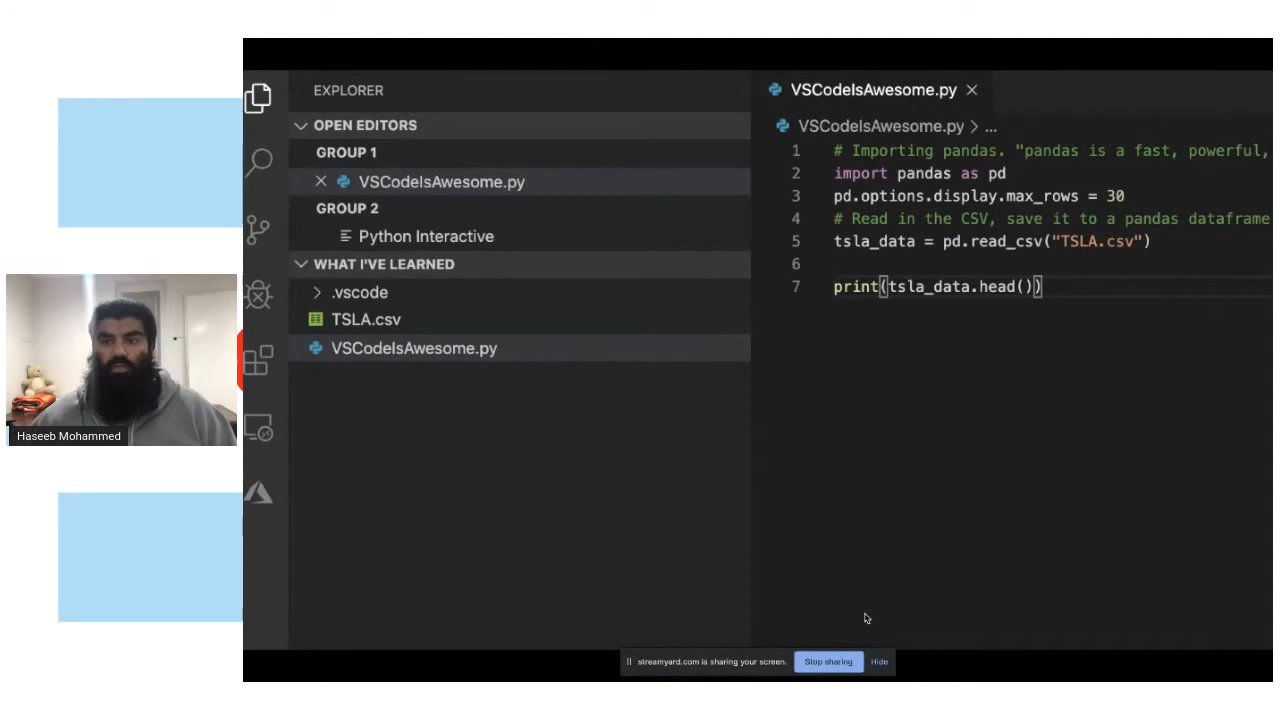 EXPLORER
OPEN EDITORS
GROUP 1
VSCodeIsAwesome.py
GROUP 2
Python Interactive
WHAT I'VE LEARNED
.vscode
TSLA.csv
VSCodeIsAwesome.py
VSCodeIsAwesome.py
VSCodeIsAwesome.py > ...
1 # Importing pandas. "pandas is a fast, powerful,
2 import pandas as pd
3 pd.options.display.max_rows = 30
4 # Read in the CSV, save it to a pandas dataframe
5 tsla_data = pd.read_csv("TSLA.csv")
6
7 print(tsla_data.head())
Haseeb Mohammed
streamyard.com is sharing your screen. Stop sharing Hide